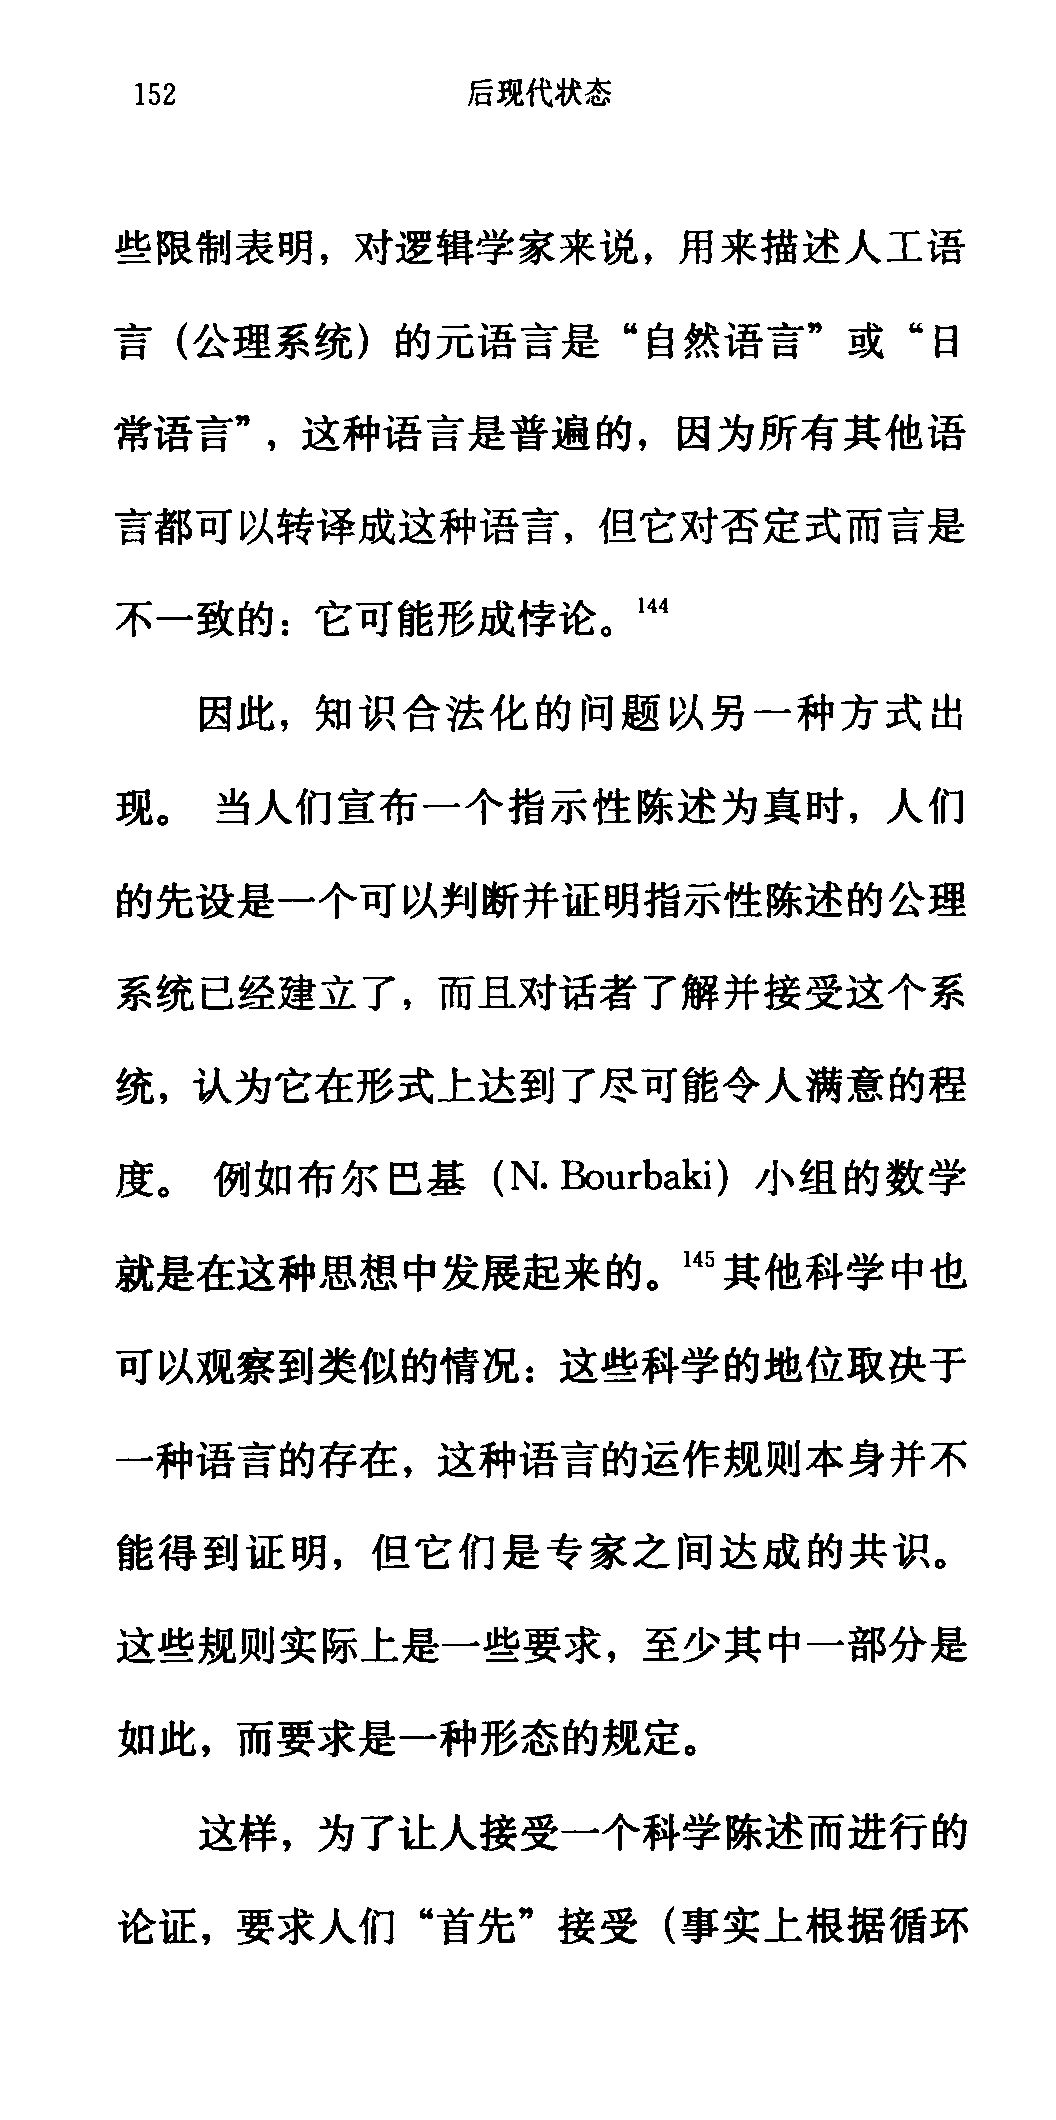 152 后现代状态
些限制表明，对逻辑学家来说，用来描述人工语
言（公理系统）的元语言是“自然语言”或“日
常语言”，这种语言是普遍的，因为所有其他语
言都可以转译成这种语言，但它对否定式而言是
不一致的：它可能形成悖论。144
因此，知识合法化的问题以另一种方式出
现。 当人们宣布一个指示性陈述为真时，人们
的先设是一个可以判断并证明指示性陈述的公理
系统已经建立了，而且对话者了解并接受这个系
统，认为它在形式上达到了尽可能令人满意的程
度。 例如布尔巴基（N. Bourbaki）小组的数学
就是在这种思想中发展起来的。145其他科学中也
可以观察到类似的情况：这些科学的地位取决于
一种语言的存在，这种语言的运作规则本身并不
能得到证明，但它们是专家之间达成的共识。
这些规则实际上是一些要求，至少其中一部分是
如此，而要求是一种形态的规定。
这样，为了让人接受一个科学陈述而进行的
论证，要求人们“首先”接受（事实上根据循环